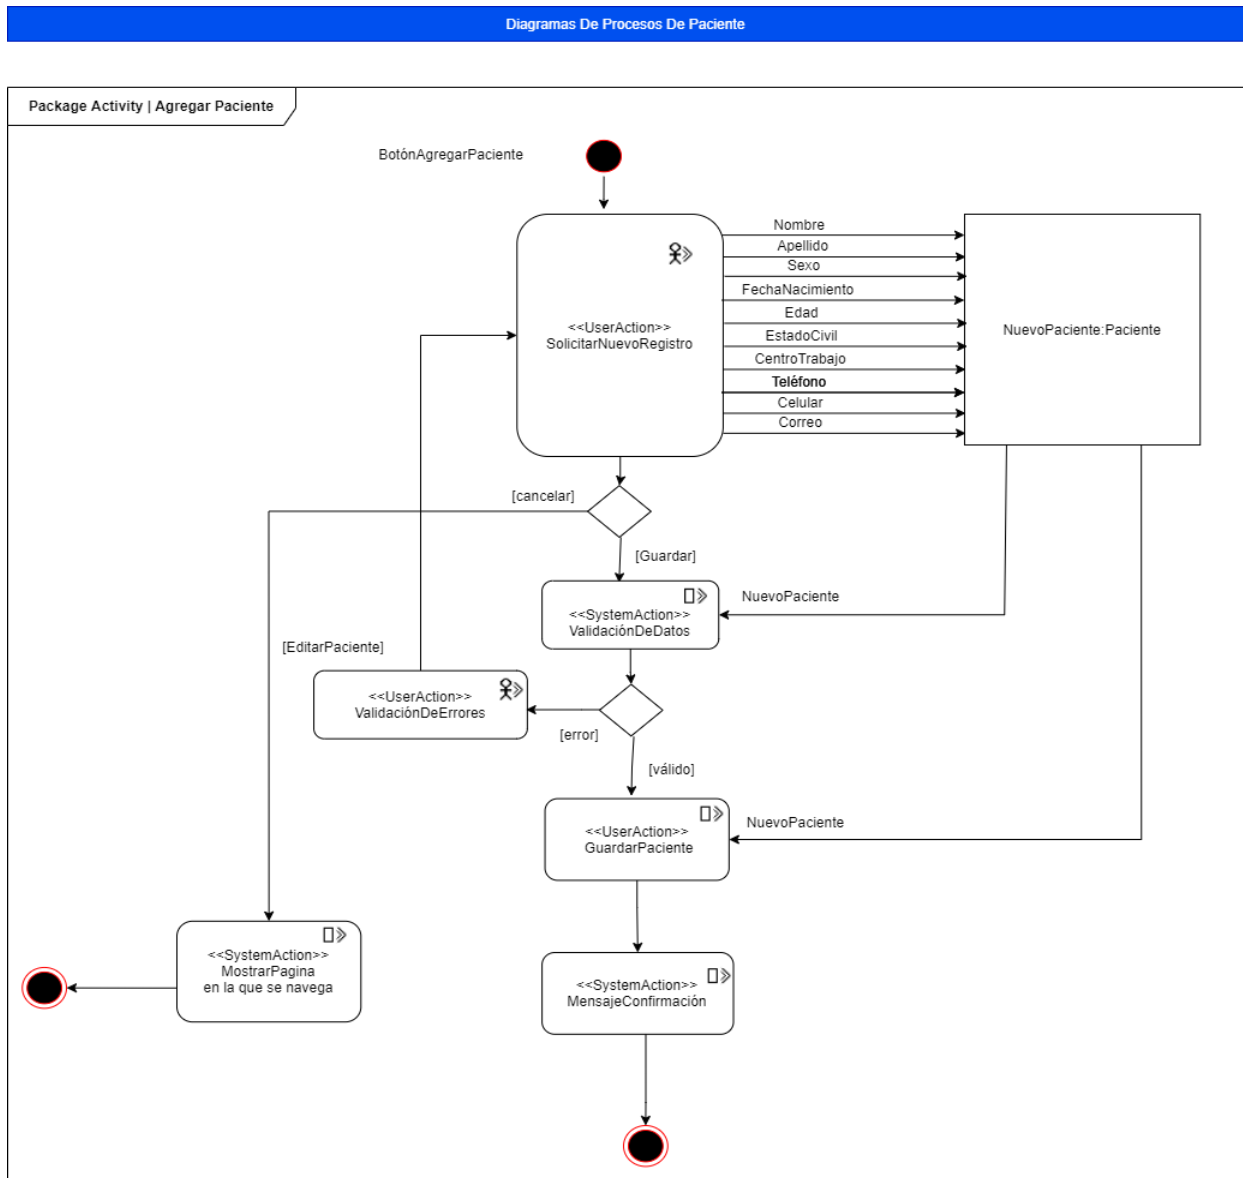 Diagramas De Procesos De Paciente
Package Activity | Agregar Paciente
BotónAgregarPaciente
Nombre
Apellido
Sexo
FechaNacimiento
Edad
EstadoCivil
CentroTrabajo
Teléfono
Celular
Correo
<<UserAction>>
SolicitarNuevoRegistro
NuevoPaciente:Paciente
[cancelar]
[Guardar]
<<SystemAction>>
ValidaciónDeDatos
NuevoPaciente
[EditarPaciente]
<<UserAction>>
ValidaciónDeErrores
[error]
[válido]
<<UserAction>>
GuardarPaciente
NuevoPaciente
<<SystemAction>>
MostrarPagina
en la que se navega
<<SystemAction>>
MensajeConfirmación